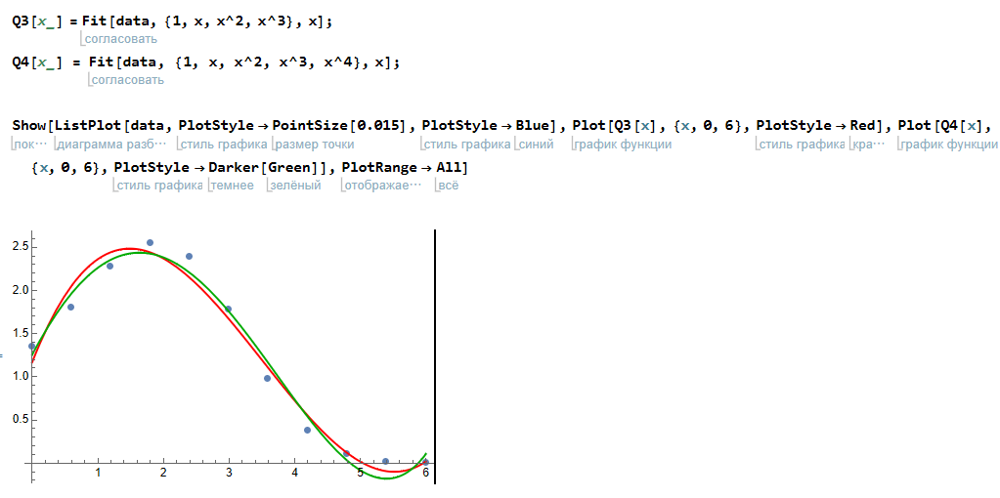 Q3[x_] = Fit[data, {1, x, x^2, x^3}, x];
согласовать
Q4[x_] = Fit[data, {1, x, x^2, x^3, x^4}, x];
согласовать
Show[ListPlot[data, PlotStyle → PointSize[0.015], PlotStyle → Blue], Plot[Q3[x], {x, 0, 6}, PlotStyle → Red], Plot[Q4[x],
пок⋯ диаграмма разб⋯ стиль графика размер точки стиль графика синий график функции стиль графика кра⋯ график функции
{x, 0, 6}, PlotStyle → Darker[Green]], PlotRange → All]
стиль графика темнее зелёный отображае⋯ всё
2.5
2.0
1.5
1.0
0.5
1 2 3 4 5 6